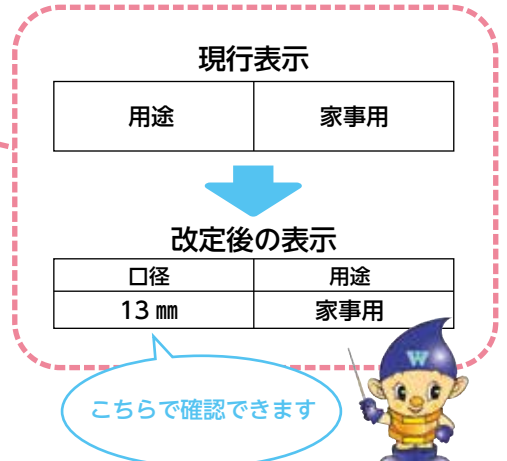 現行表示
用途 家事用
改定後の表示
口径 用途
13㎜ 家事用
こちらで確認できます
W